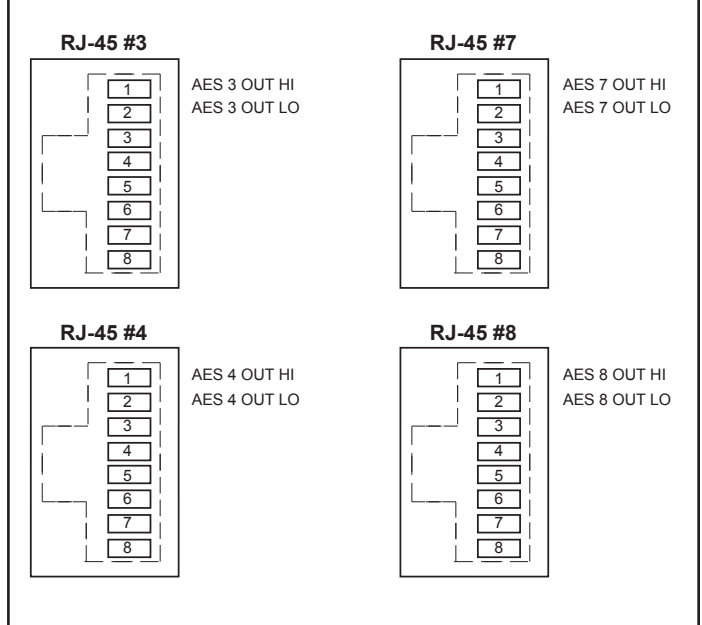 RJ-45 #3
1 AES 3 OUT HI
2 AES 3 OUT LO
3
4
5
6
7
8
RJ-45 #7
1 AES 7 OUT HI
2 AES 7 OUT LO
3
4
5
6
7
8
RJ-45 #4
1 AES 4 OUT HI
2 AES 4 OUT LO
3
4
5
6
7
8
RJ-45 #8
1 AES 8 OUT HI
2 AES 8 OUT LO
3
4
5
6
7
8